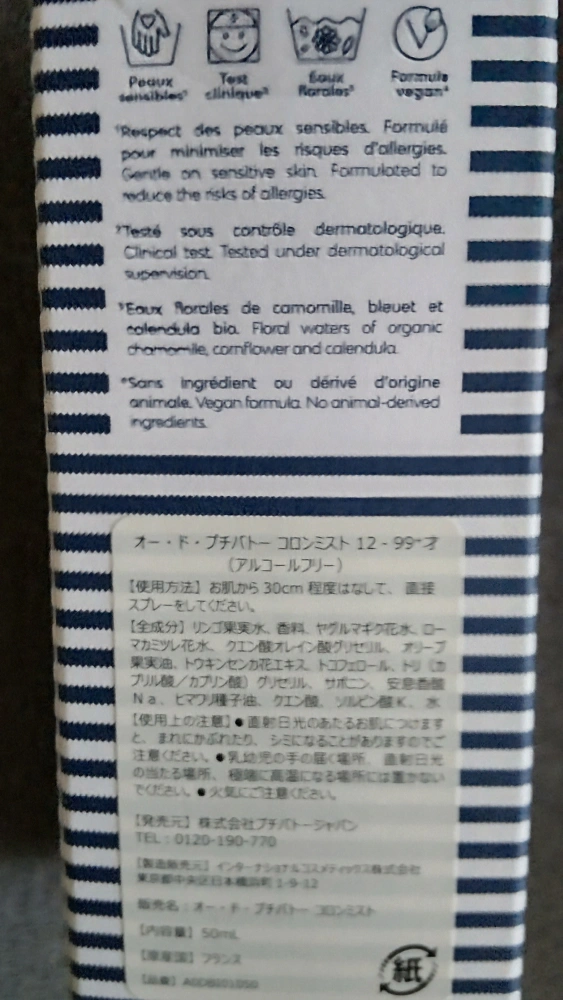 Peaux Test Eaux Formule
sensibles¹ clinique² florales³ vegan⁴
¹Respect des peaux sensibles. Formulé
pour minimiser les risques d'allergies.
Gentle on sensitive skin. Formulated to
reduce the risks of allergies.
²Testé sous contrôle dermatologique.
Clinical test. Tested under dermatological
supervision.
³Eaux florales de camomille, bleuet et
calendula bio. Floral waters of organic
chamomile, cornflower and calendula.
⁴Sans ingrédient ou dérivé d'origine
animale. Vegan formula. No animal-derived
ingredients.
オー・ド・プチバトー コロンミスト 12 - 99⁺才
（アルコールフリー）
【使用方法】お肌から 30cm 程度はなして、 直接
スプレーをしてください。
【全成分】リンゴ果実水、香料、ヤグルマギク花水、ロー
マカミツレ花水、 クエン酸オレイン酸グリセリル、 オリーブ
果実油、トウキンセンカ花エキス、トコフェロール、トリ（カ
プリル酸／カプリン酸）グリセリル、 サポニン、 安息香酸
Ｎａ、ヒマワリ種子油、 クエン酸、 ソルビン酸Ｋ、 水
【使用上の注意】●直射日光のあたるお肌につけます
と、 まれにかぶれたり、 シミになることがありますのでご
注意ください。●乳幼児の手の届く場所、 直射日光
の当たる場所、 極端に高温になる場所には置かない
でください。●火気にご注意ください。
【発売元】株式会社プチバトージャパン
TEL：0120-190-770
【製造販売元】インターナショナルコスメティックス株式会社
東京都中央区日本橋浜町 1-9-12
販売名：オー・ド・プチバトー コロンミスト
【内容量】50mL
【原産国】フランス
【品番】
紙